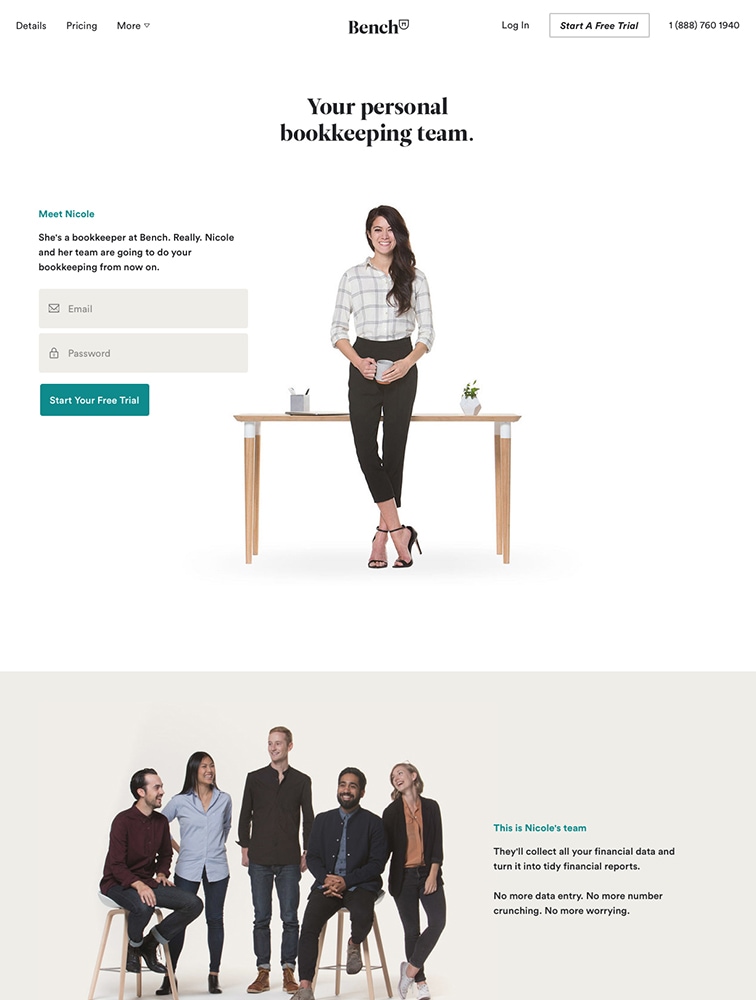 Details
Pricing
More
Bench
Log In
Start A Free Trial
1 (888) 760 1940
Your personal
bookkeeping team.
Meet Nicole
She's a bookkeeper at Bench. Really. Nicole
and her team are going to do your
bookkeeping from now on.
Email
Password
Start Your Free Trial
This is Nicole's team
They'll collect all your financial data and
turn it into tidy financial reports.
No more data entry. No more number
crunching. No more worrying.